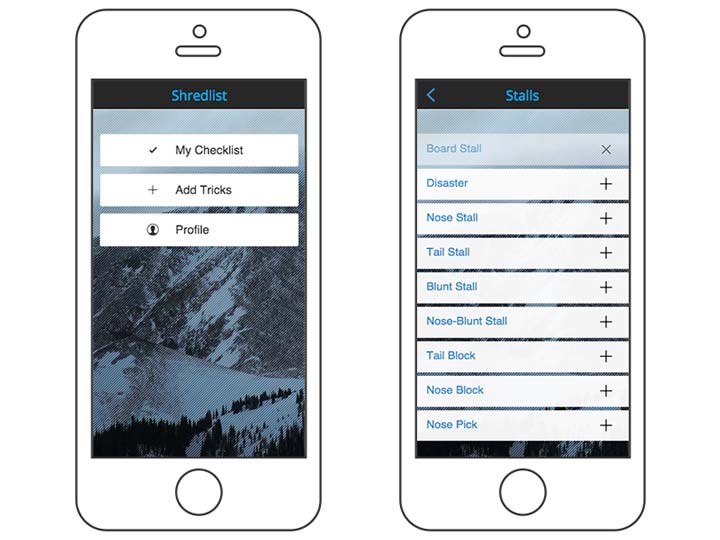 Shredlist
My Checklist
Add Tricks
Profile
Stalls
Board Stall
Disaster
Nose Stall
Tail Stall
Blunt Stall
Nose-Blunt Stall
Tail Block
Nose Block
Nose Pick